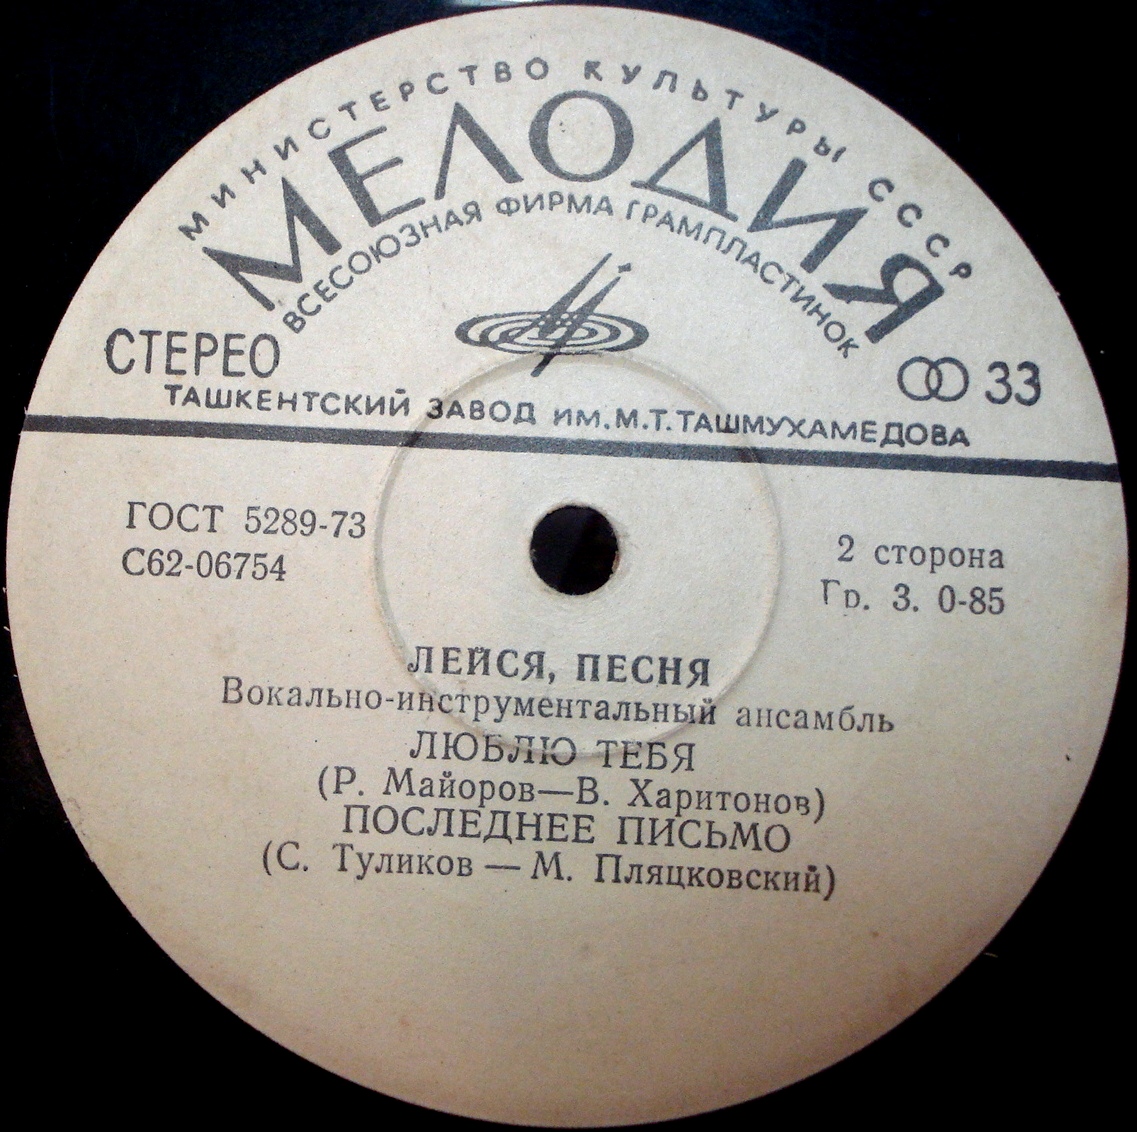 МИНИСТЕРСТВО КУЛЬТУРЫ СССР
МЕЛОДИЯ
ВСЕСОЮЗНАЯ ФИРМА ГРАМПЛАСТИНОК
СТЕРЕО
33
ТАШКЕНТСКИЙ ЗАВОД ИМ. М. Т. ТАШМУХАМЕДОВА
ГОСТ 5289-73
С62-06754
2 сторона
Гр. 3. 0-85
ЛЕЙСЯ, ПЕСНЯ
Вокально-инструментальный ансамбль
ЛЮБЛЮ ТЕБЯ
(Р. Майоров—В. Харитонов)
ПОСЛЕДНЕЕ ПИСЬМО
(С. Туликов — М. Пляцковский)